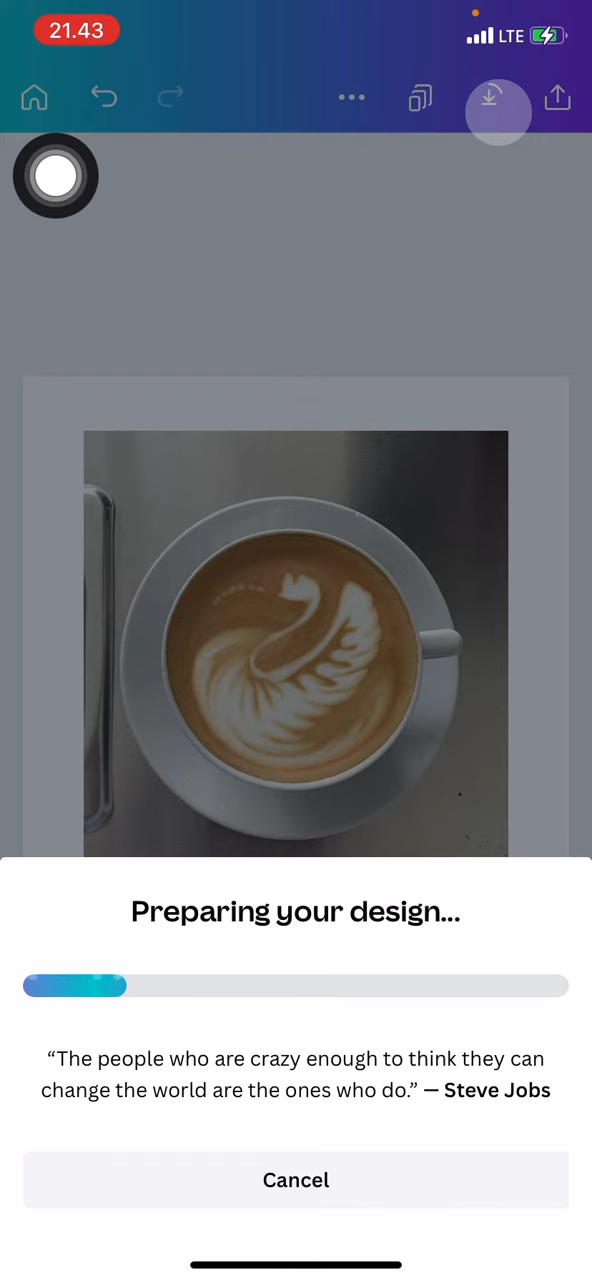 21.43
LTE
Preparing your design...
“The people who are crazy enough to think they can
change the world are the ones who do.” — Steve Jobs
Cancel